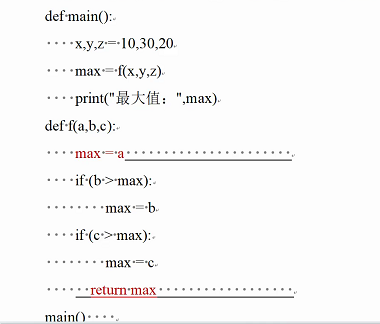 def main():
    x,y,z = 10,30,20
    max = f(x,y,z)
    print("最大值：",max)
def f(a,b,c):
    max = a
    if (b > max):
        max = b
    if (c > max):
        max = c
      return max
main()